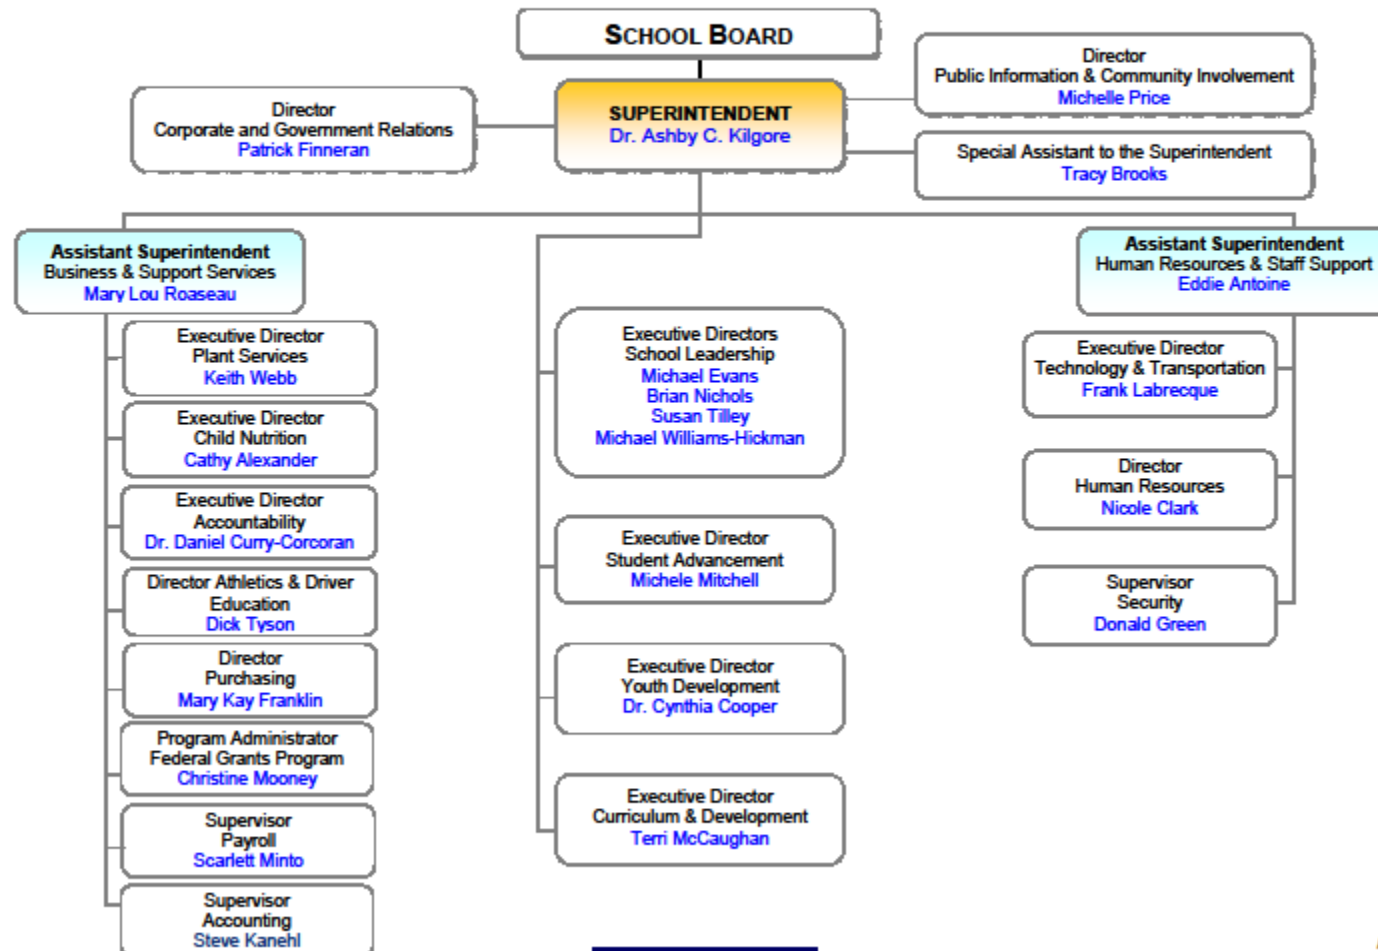 SCHOOL BOARD
Director
Public Information & Community Involvement
Michelle Price
SUPERINTENDENT
Dr. Ashby C. Kilgore
Director
Corporate and Government Relations
Patrick Finneran
Special Assistant to the Superintendent
Tracy Brooks
Assistant Superintendent
Business & Support Services
Mary Lou Roaseau
Executive Director
Plant Services
Keith Webb
Executive Director
Child Nutrition
Cathy Alexander
Executive Director
Accountability
Dr. Daniel Curry-Corcoran
Director Athletics & Driver
Education
Dick Tyson
Director
Purchasing
Mary Kay Franklin
Program Administrator
Federal Grants Program
Christine Mooney
Supervisor
Payroll
Scarlett Minto
Supervisor
Accounting
Steve Kanehl
Executive Directors
School Leadership
Michael Evans
Brian Nichols
Susan Tilley
Michael Williams-Hickman
Executive Director
Student Advancement
Michele Mitchell
Executive Director
Youth Development
Dr. Cynthia Cooper
Executive Director
Curriculum & Development
Terri McCaughan
Assistant Superintendent
Human Resources & Staff Support
Eddie Antoine
Executive Director
Technology & Transportation
Frank Labrecque
Director
Human Resources
Nicole Clark
Supervisor
Security
Donald Green